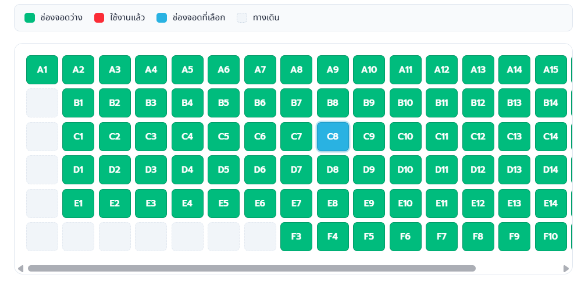 ช่องจอดว่าง ใช้งานแล้ว ช่องจอดที่เลือก ทางเดิน
A1 A2 A3 A4 A5 A6 A7 A8 A9 A10 A11 A12 A13 A14 A15
B1 B2 B3 B4 B5 B6 B7 B8 B9 B10 B11 B12 B13 B14
C1 C2 C3 C4 C5 C6 C7 C8 C9 C10 C11 C12 C13 C14
D1 D2 D3 D4 D5 D6 D7 D8 D9 D10 D11 D12 D13 D14
E1 E2 E3 E4 E5 E6 E7 E8 E9 E10 E11 E12 E13 E14
F3 F4 F5 F6 F7 F8 F9 F10